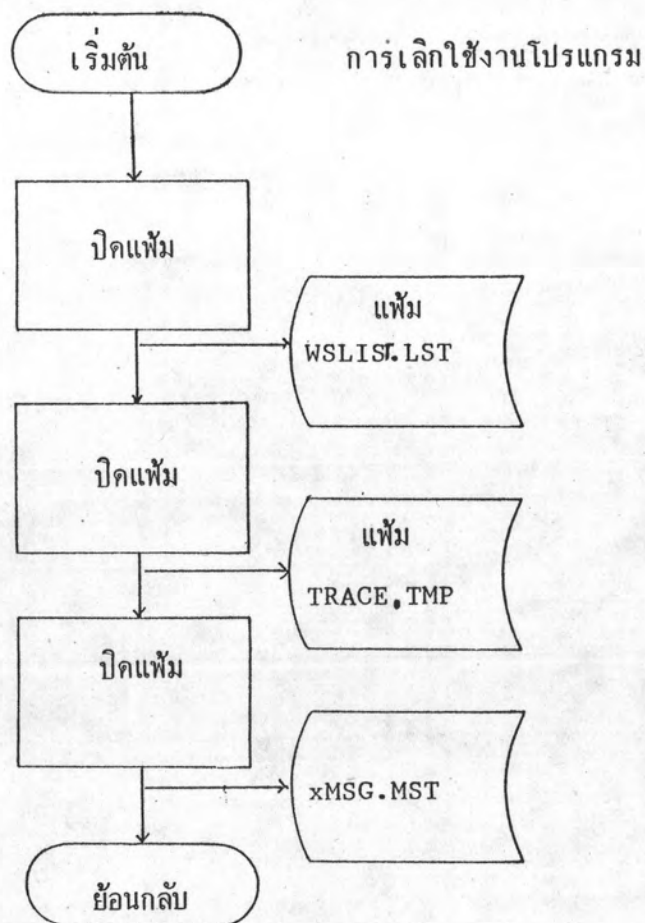 เริ่มต้น
การเลิกใช้งานโปรแกรม
ปิดแฟ้ม
แฟ้ม
WSLIST.LST
ปิดแฟ้ม
แฟ้ม
TRACE.TMP
ปิดแฟ้ม
xMSG.MST
ย้อนกลับ